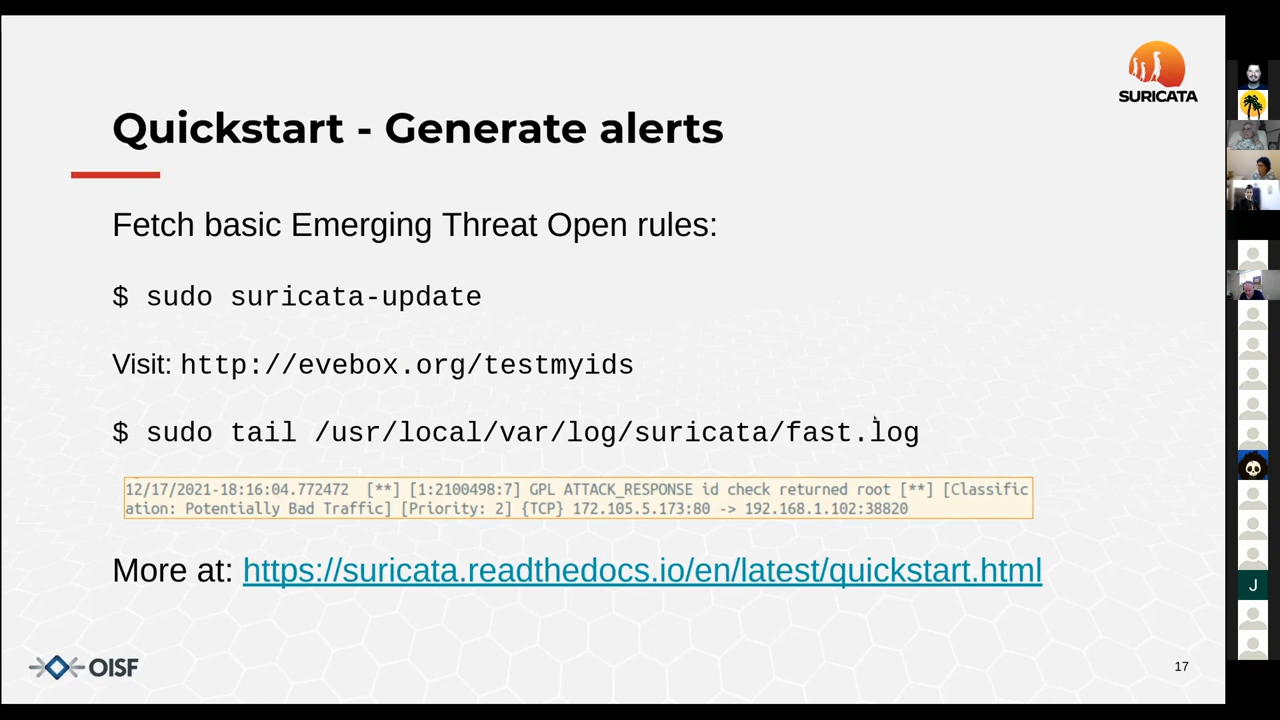 SURICATA
Quickstart - Generate alerts
Fetch basic Emerging Threat Open rules:
$ sudo suricata-update
Visit: http://evebox.org/testmyids
$ sudo tail /usr/local/var/log/suricata/fast.log
12/17/2021-18:16:04.772472 [**] [1:2100498:7] GPL ATTACK_RESPONSE id check returned root [**] [Classific
ation: Potentially Bad Traffic] [Priority: 2] {TCP} 172.105.5.173:80 -> 192.168.1.102:38820
More at: https://suricata.readthedocs.io/en/latest/quickstart.html
J
OISF
17